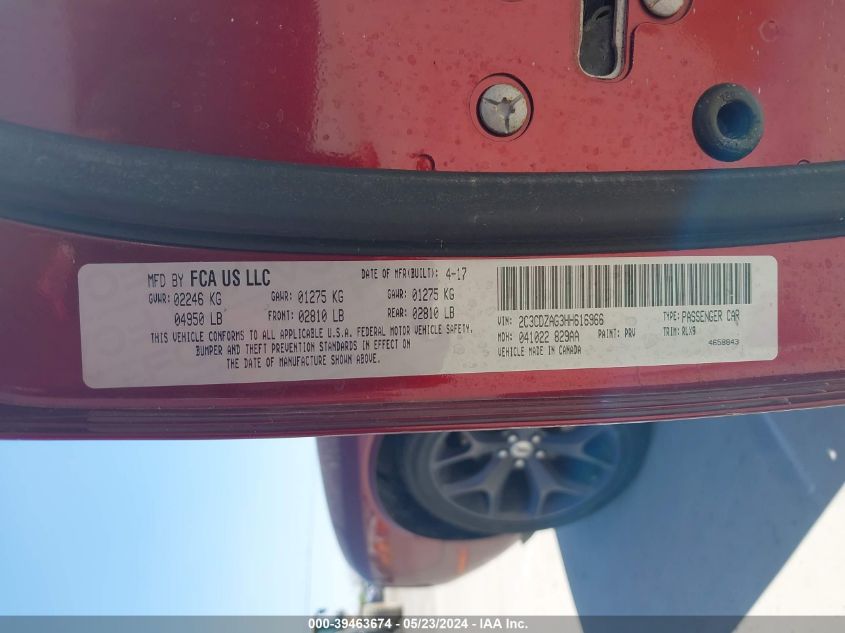 MFD BY FCA US LLC DATE OF MFR(BUILT): 4-17
GVWR: 02246 KG GAWR: 01275 KG GAWR: 01275 KG
04950 LB FRONT: 02810 LB REAR: 02810 LB
THIS VEHICLE CONFORMS TO ALL APPLICABLE U.S.A. FEDERAL MOTOR VEHICLE SAFETY,
BUMPER AND THEFT PREVENTION STANDARDS IN EFFECT ON
THE DATE OF MANUFACTURE SHOWN ABOVE.
VIN: 2C3CDZAG3HH616966 TYPE: PASSENGER CAR
MDH: 041022 829AA PAINT: PRV TRIM: RLX9
VEHICLE MADE IN CANADA 4658843
000-39463674 / 05/23/2024 - IAA Inc.